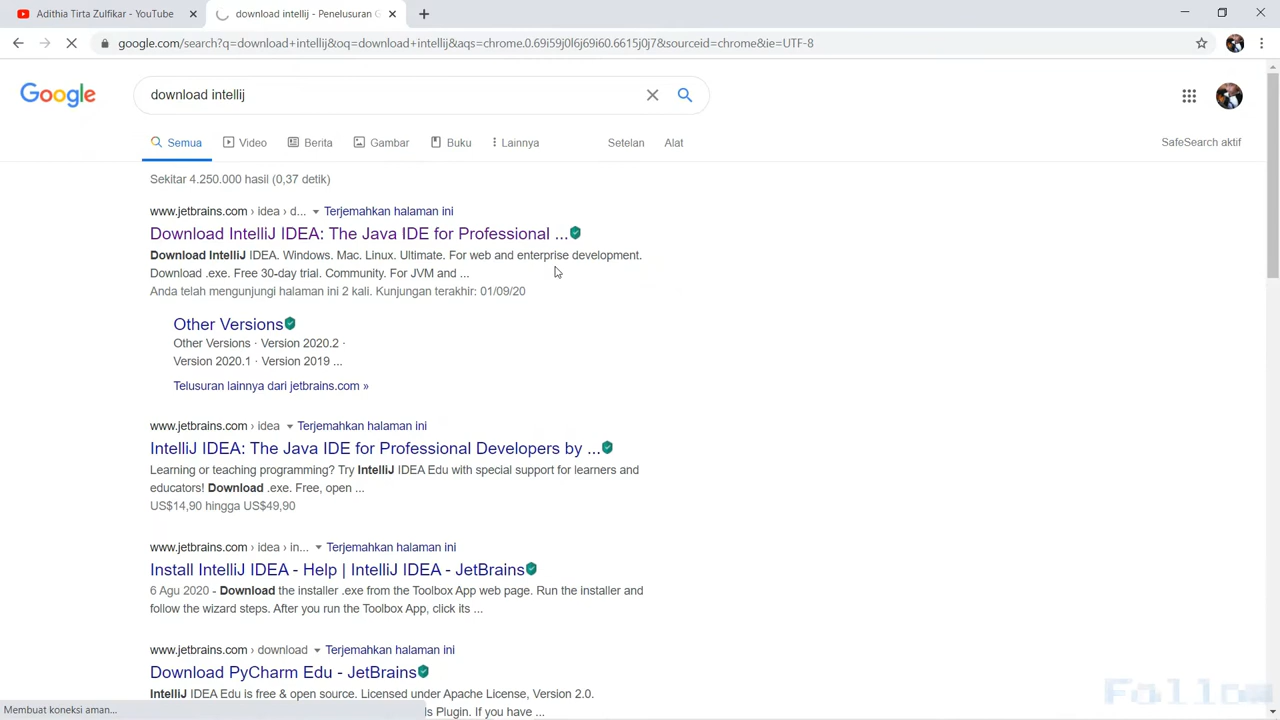 Adithia Tirta Zulfikar - YouTube
download intellij - Penelusuran G
google.com/search?q=download+intellij&oq=download+intellij&aqs=chrome.0.69i59j0l6j69i60.6615j0j7&sourceid=chrome&ie=UTF-8
Google
download intellij
Semua Video Berita Gambar Buku Lainnya Setelan Alat SafeSearch aktif
Sekitar 4.250.000 hasil (0,37 detik)
www.jetbrains.com › idea › d... Terjemahkan halaman ini
Download IntelliJ IDEA: The Java IDE for Professional ...
Download IntelliJ IDEA. Windows. Mac. Linux. Ultimate. For web and enterprise development.
Download .exe. Free 30-day trial. Community. For JVM and ...
Anda telah mengunjungi halaman ini 2 kali. Kunjungan terakhir: 01/09/20
Other Versions
Other Versions · Version 2020.2 ·
Version 2020.1 · Version 2019 ...
Telusuran lainnya dari jetbrains.com »
www.jetbrains.com › idea Terjemahkan halaman ini
IntelliJ IDEA: The Java IDE for Professional Developers by ...
Learning or teaching programming? Try IntelliJ IDEA Edu with special support for learners and
educators! Download .exe. Free, open ...
US$14,90 hingga US$49,90
www.jetbrains.com › idea › in... Terjemahkan halaman ini
Install IntelliJ IDEA - Help | IntelliJ IDEA - JetBrains
6 Agu 2020 - Download the installer .exe from the Toolbox App web page. Run the installer and
follow the wizard steps. After you run the Toolbox App, click its ...
www.jetbrains.com › download Terjemahkan halaman ini
Download PyCharm Edu - JetBrains
IntelliJ IDEA Edu is free & open source. Licensed under Apache License, Version 2.0.
ls Plugin. If you have ...
Membuat koneksi aman...
Follow